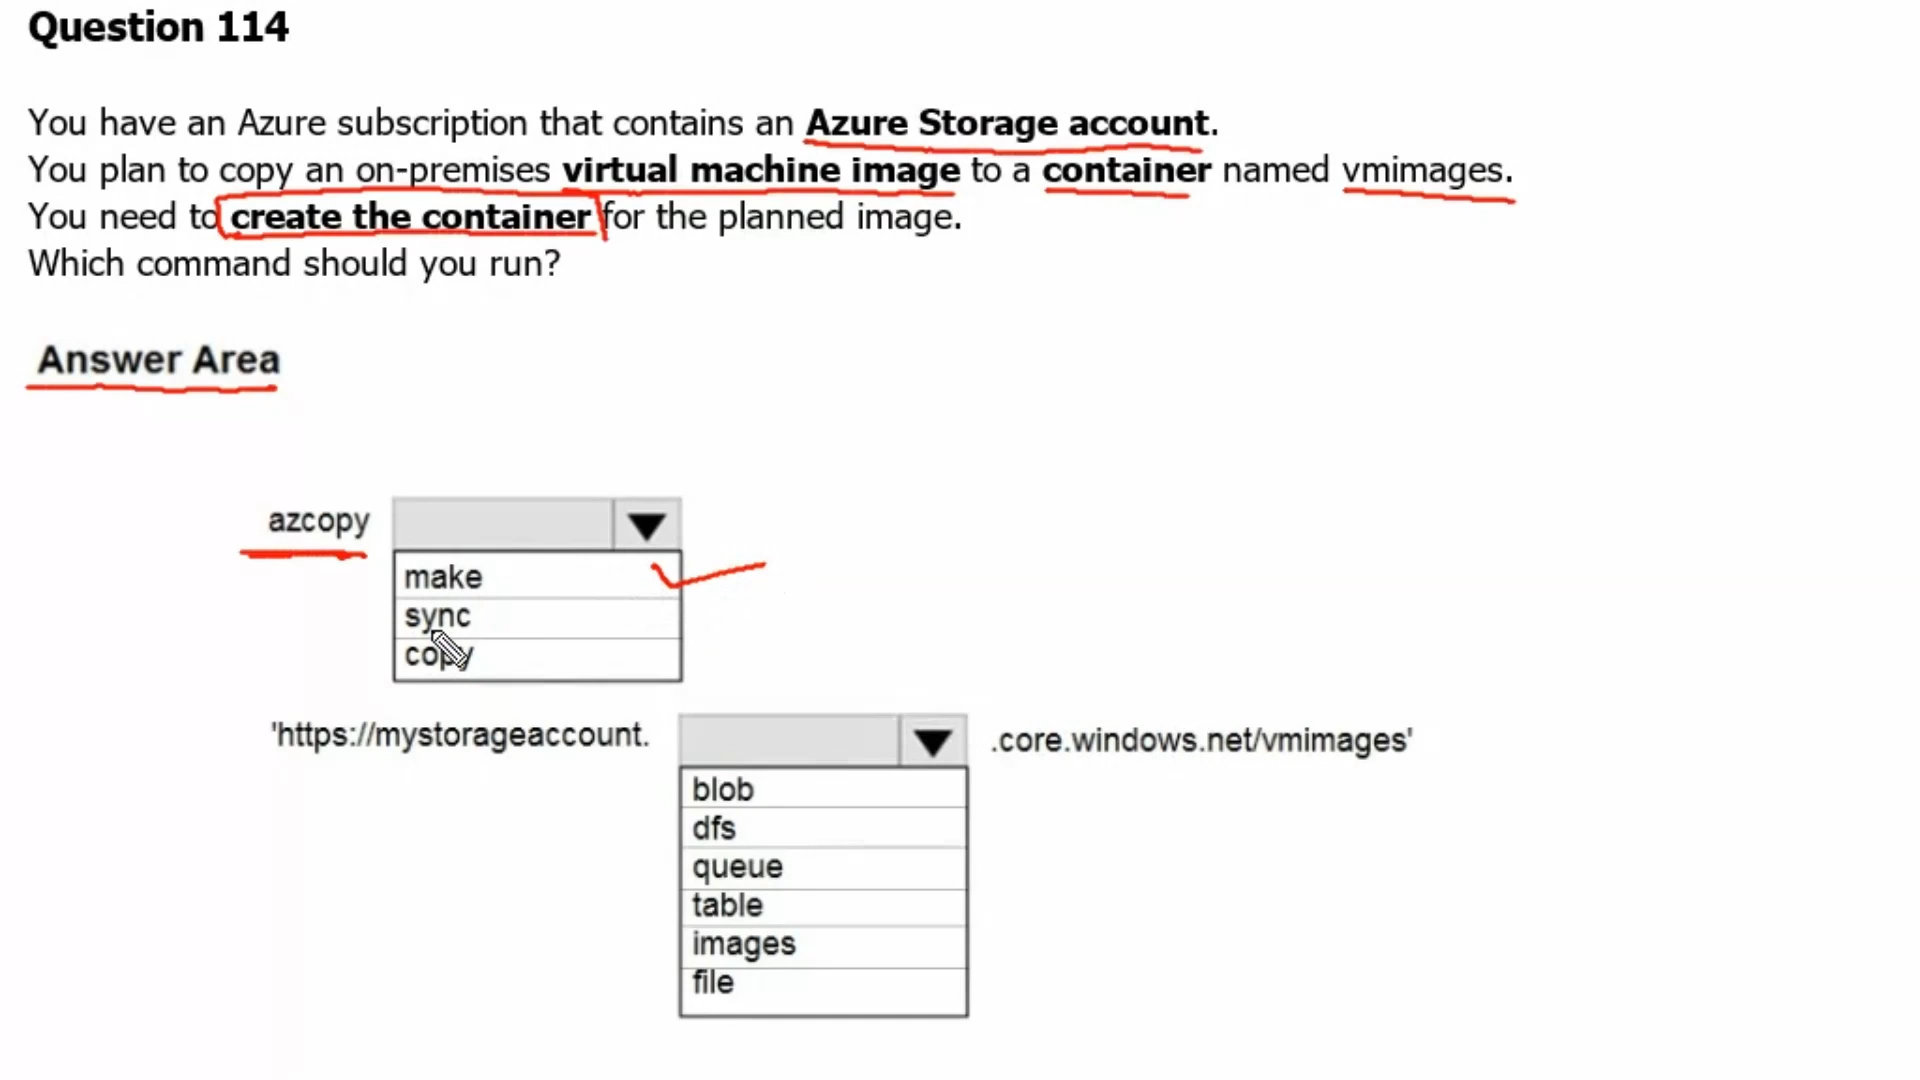 Question 114
You have an Azure subscription that contains an Azure Storage account.
You plan to copy an on-premises virtual machine image to a container named vmimages.
You need to create the container for the planned image.
Which command should you run?
Answer Area
azcopy
make
sync
copy
'https://mystorageaccount.
.core.windows.net/vmimages'
blob
dfs
queue
table
images
file